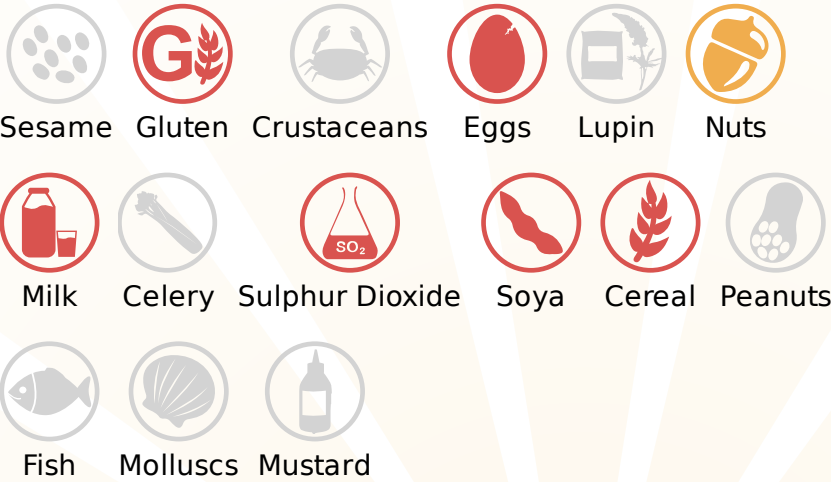 G
Sesame Gluten Crustaceans Eggs Lupin Nuts
SO₂
Milk Celery Sulphur Dioxide Soya Cereal Peanuts
Fish Molluscs Mustard